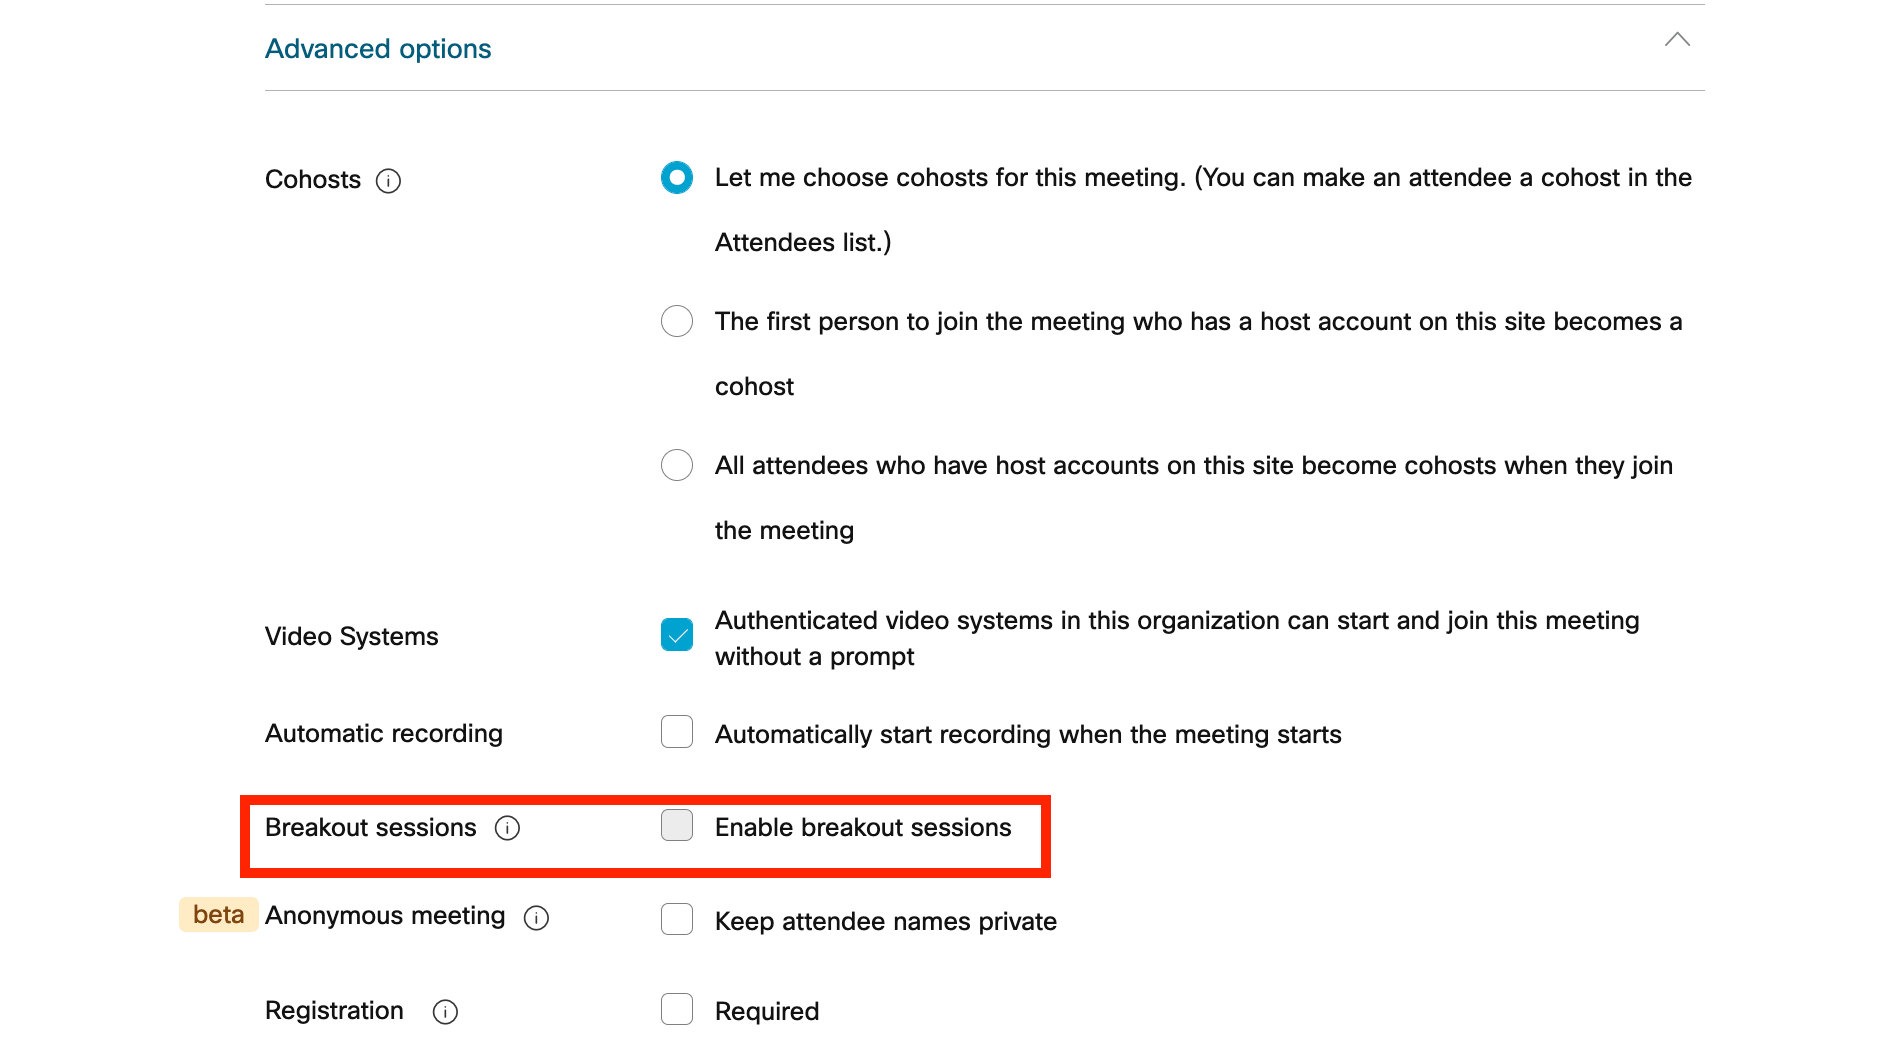 Advanced options
Cohosts
Let me choose cohosts for this meeting. (You can make an attendee a cohost in the
Attendees list.)
The first person to join the meeting who has a host account on this site becomes a
cohost
All attendees who have host accounts on this site become cohosts when they join
the meeting
Video Systems
Authenticated video systems in this organization can start and join this meeting
without a prompt
Automatic recording
Automatically start recording when the meeting starts
Breakout sessions
Enable breakout sessions
beta
Anonymous meeting
Keep attendee names private
Registration
Required